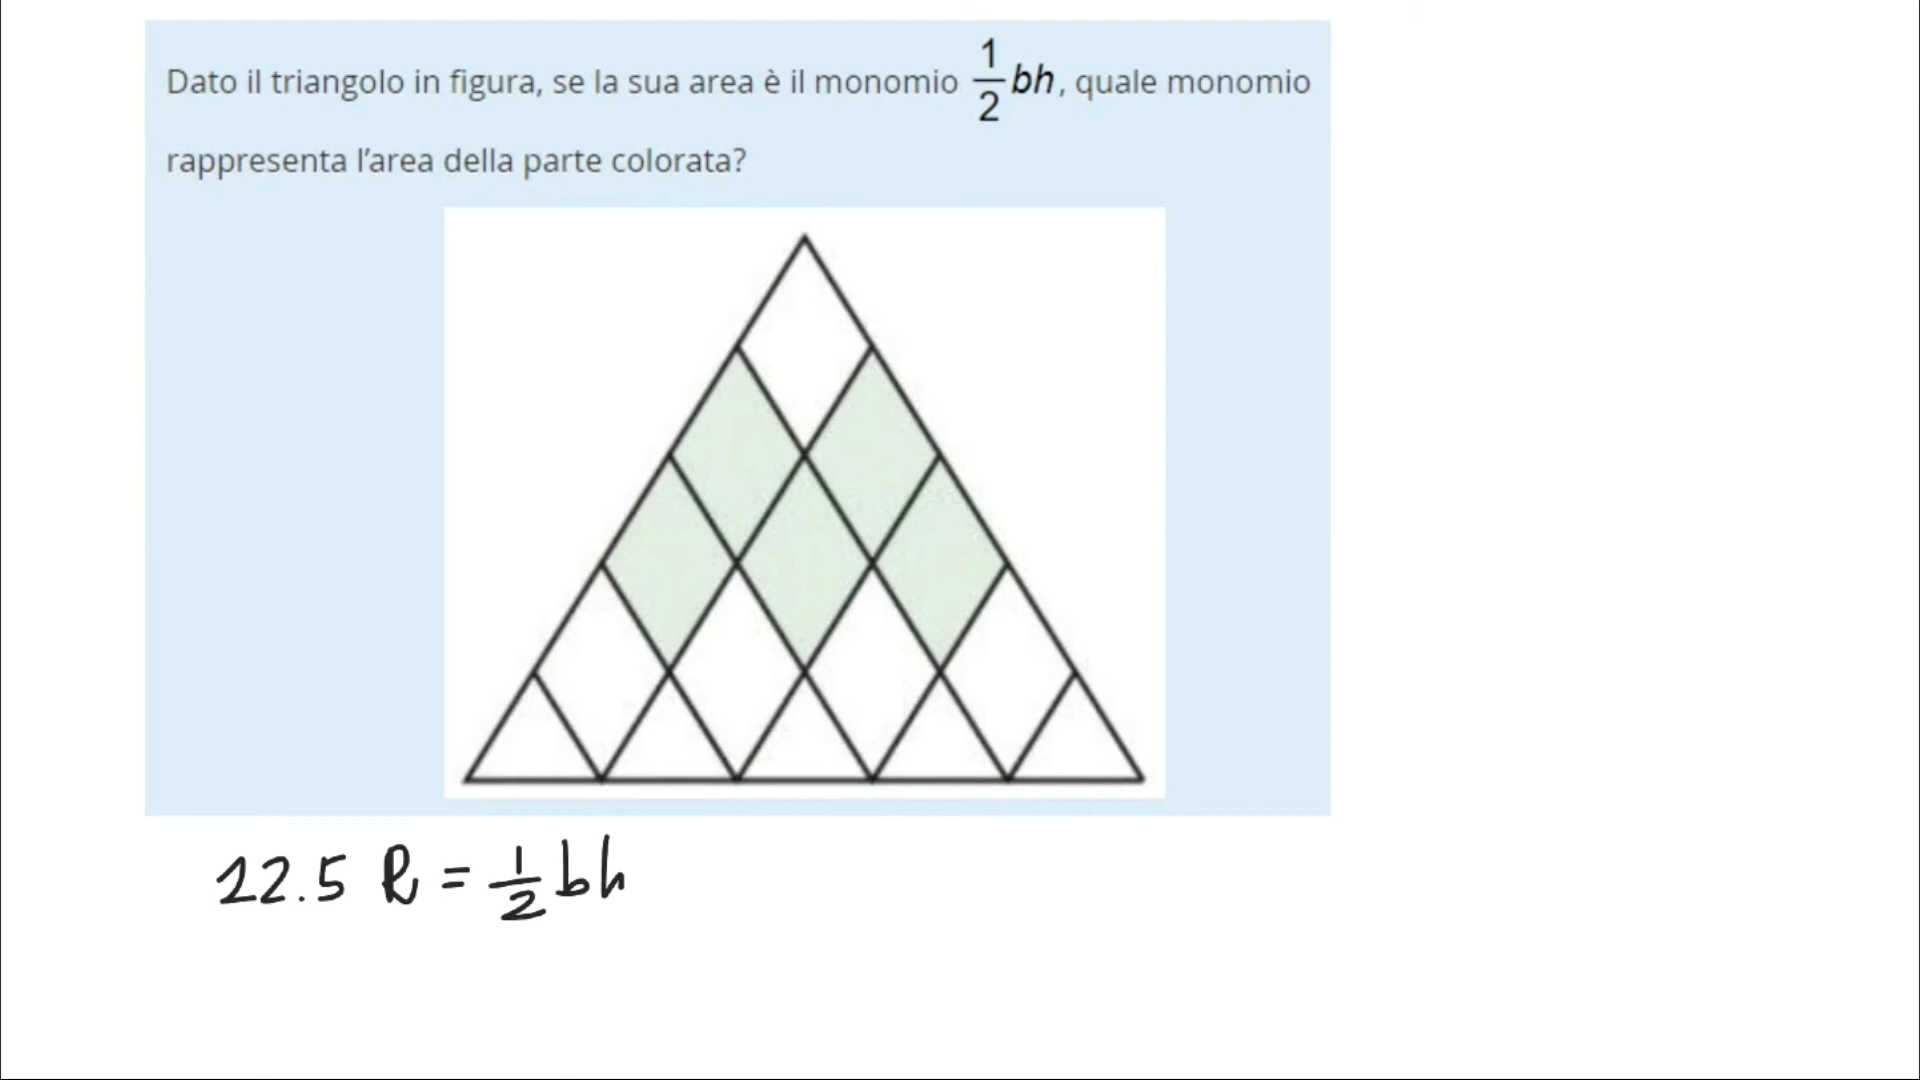 Dato il triangolo in figura, se la sua area è il monomio 1/2 bh, quale monomio
rappresenta l'area della parte colorata?
12.5 R = 1/2 bh